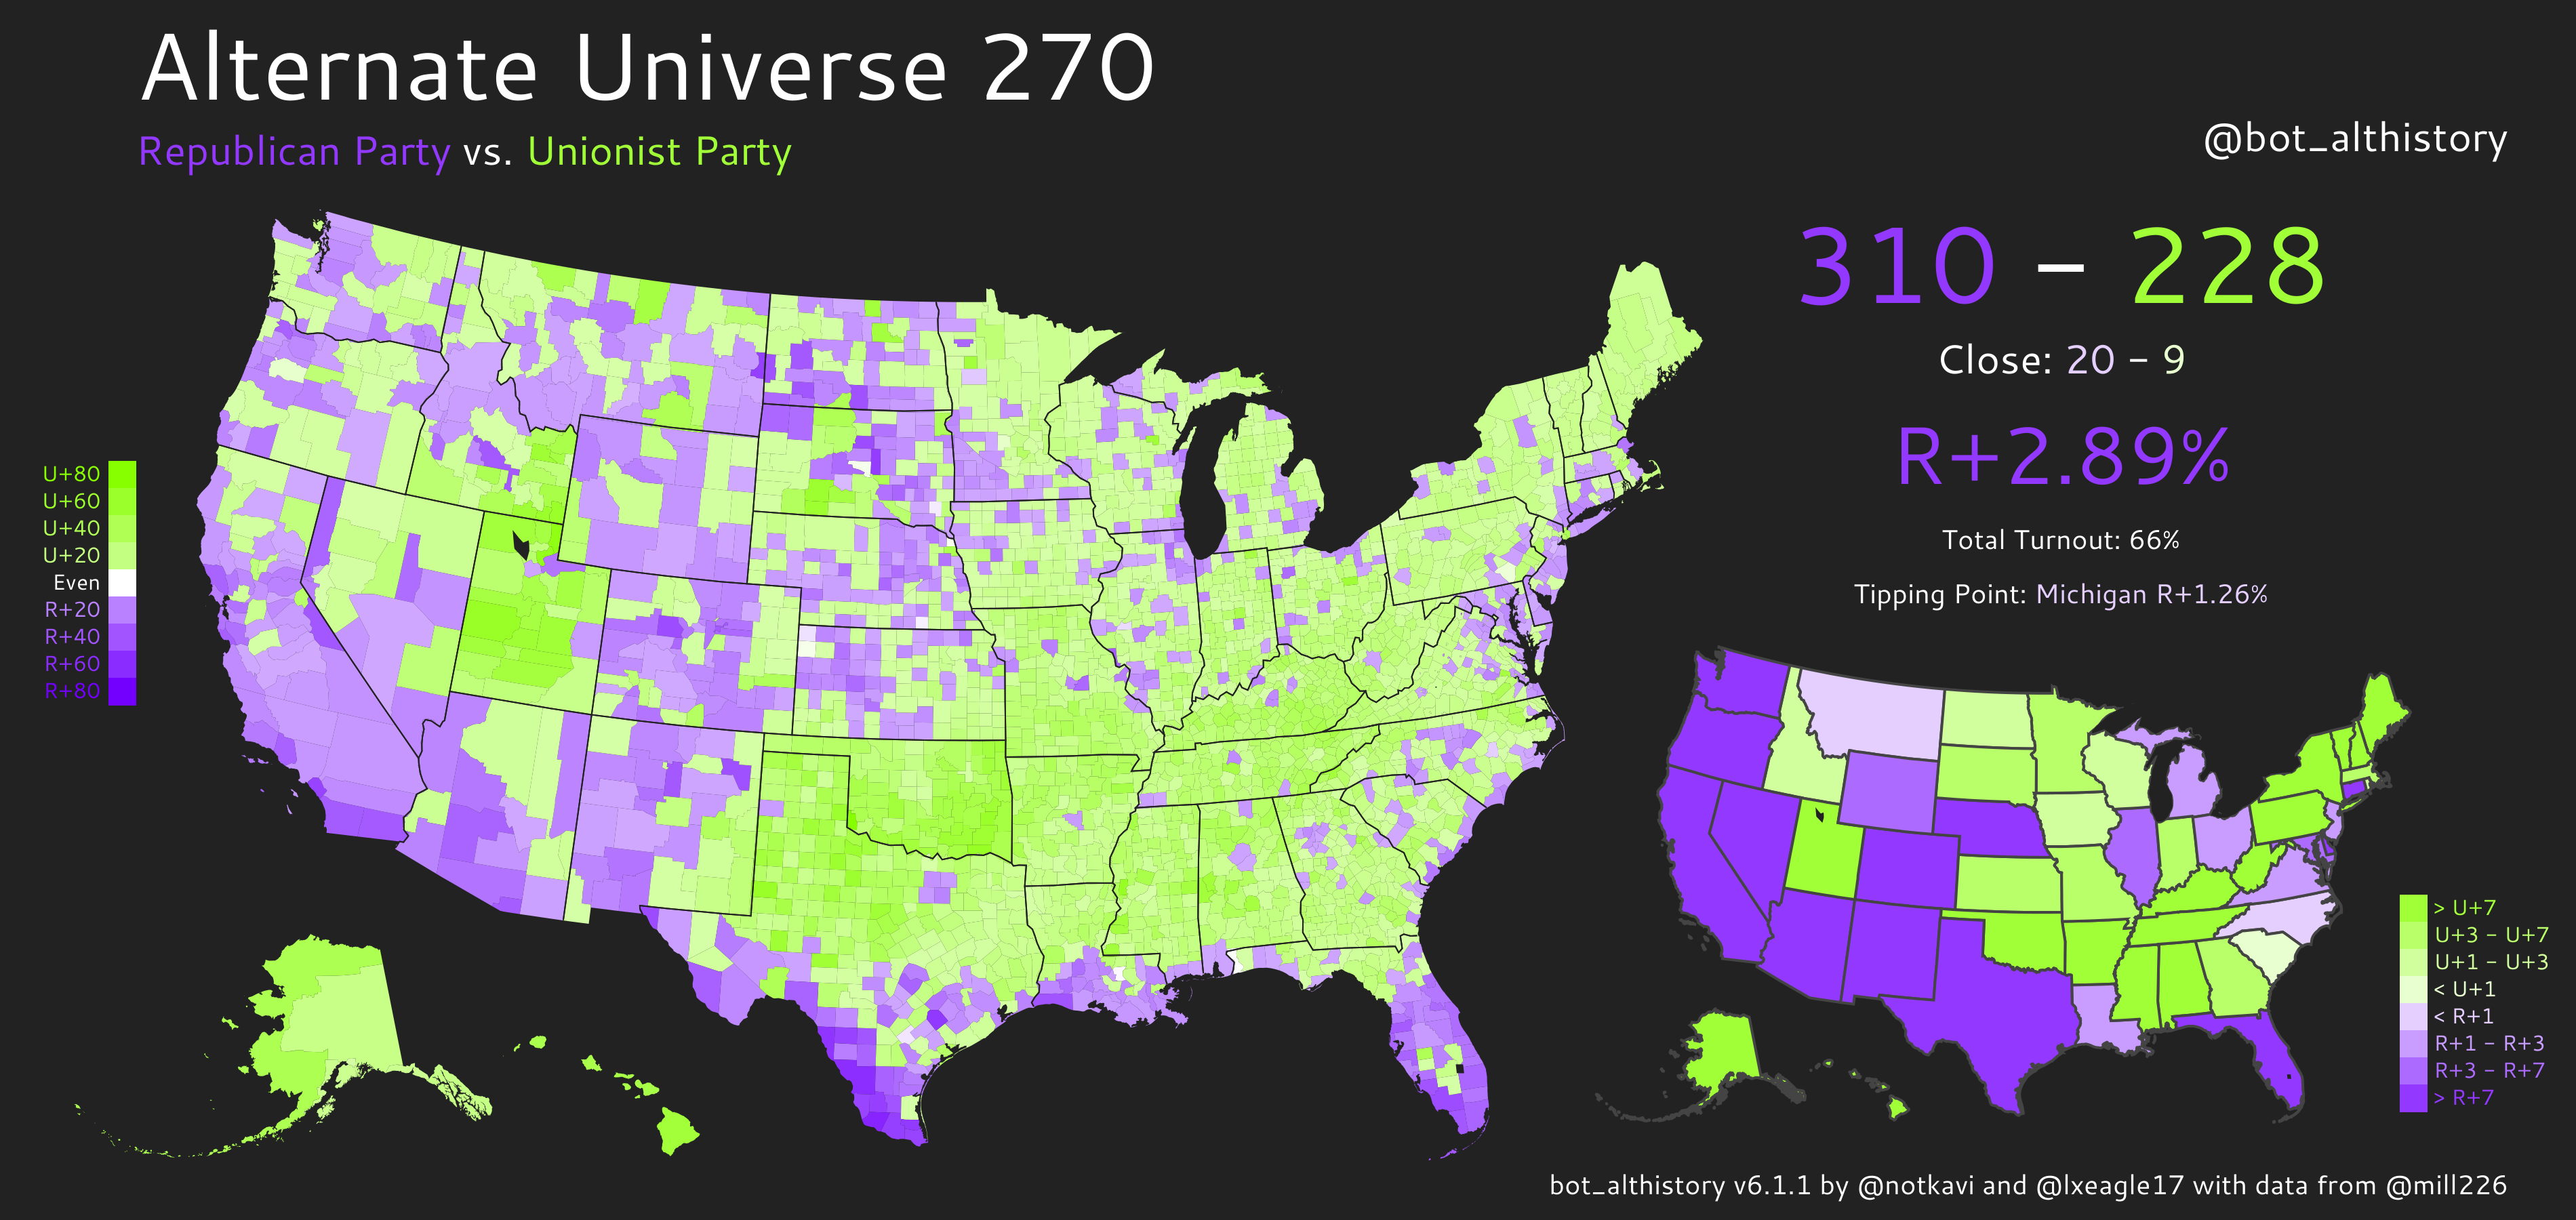 Alternate Universe 270
Republican Party vs. Unionist Party
@bot_althistory
310 – 228
Close: 20 - 9
R+2.89%
Total Turnout: 66%
Tipping Point: Michigan R+1.26%
U+80
U+60
U+40
U+20
Even
R+20
R+40
R+60
R+80
> U+7
U+3 - U+7
U+1 - U+3
< U+1
< R+1
R+1 - R+3
R+3 - R+7
> R+7
bot_althistory v6.1.1 by @notkavi and @lxeagle17 with data from @mill226